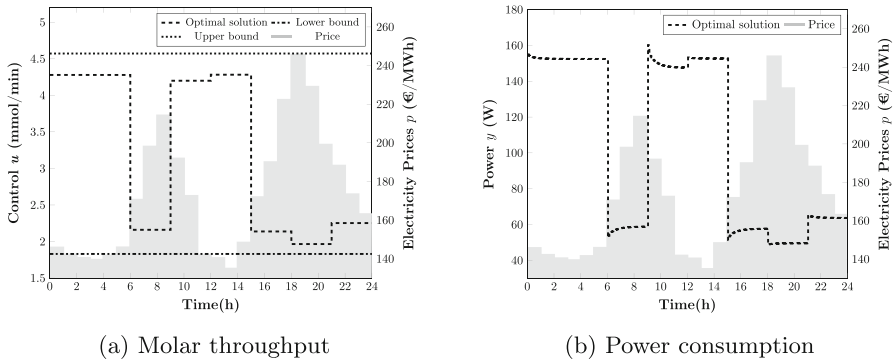 Optimal solution Lower bound
Upper bound Price
5
4.5
4
3.5
3
2.5
2
1.5
Control u (mmol/min)
260
240
220
200
180
160
140
Electricity Prices p (€/MWh)
0 2 4 6 8 10 12 14 16 18 20 22 24
Time(h)
(a) Molar throughput
Optimal solution Price
180
160
140
120
100
80
60
40
Power y (W)
260
240
220
200
180
160
140
Electricity Prices p (€/MWh)
0 2 4 6 8 10 12 14 16 18 20 22 24
Time(h)
(b) Power consumption